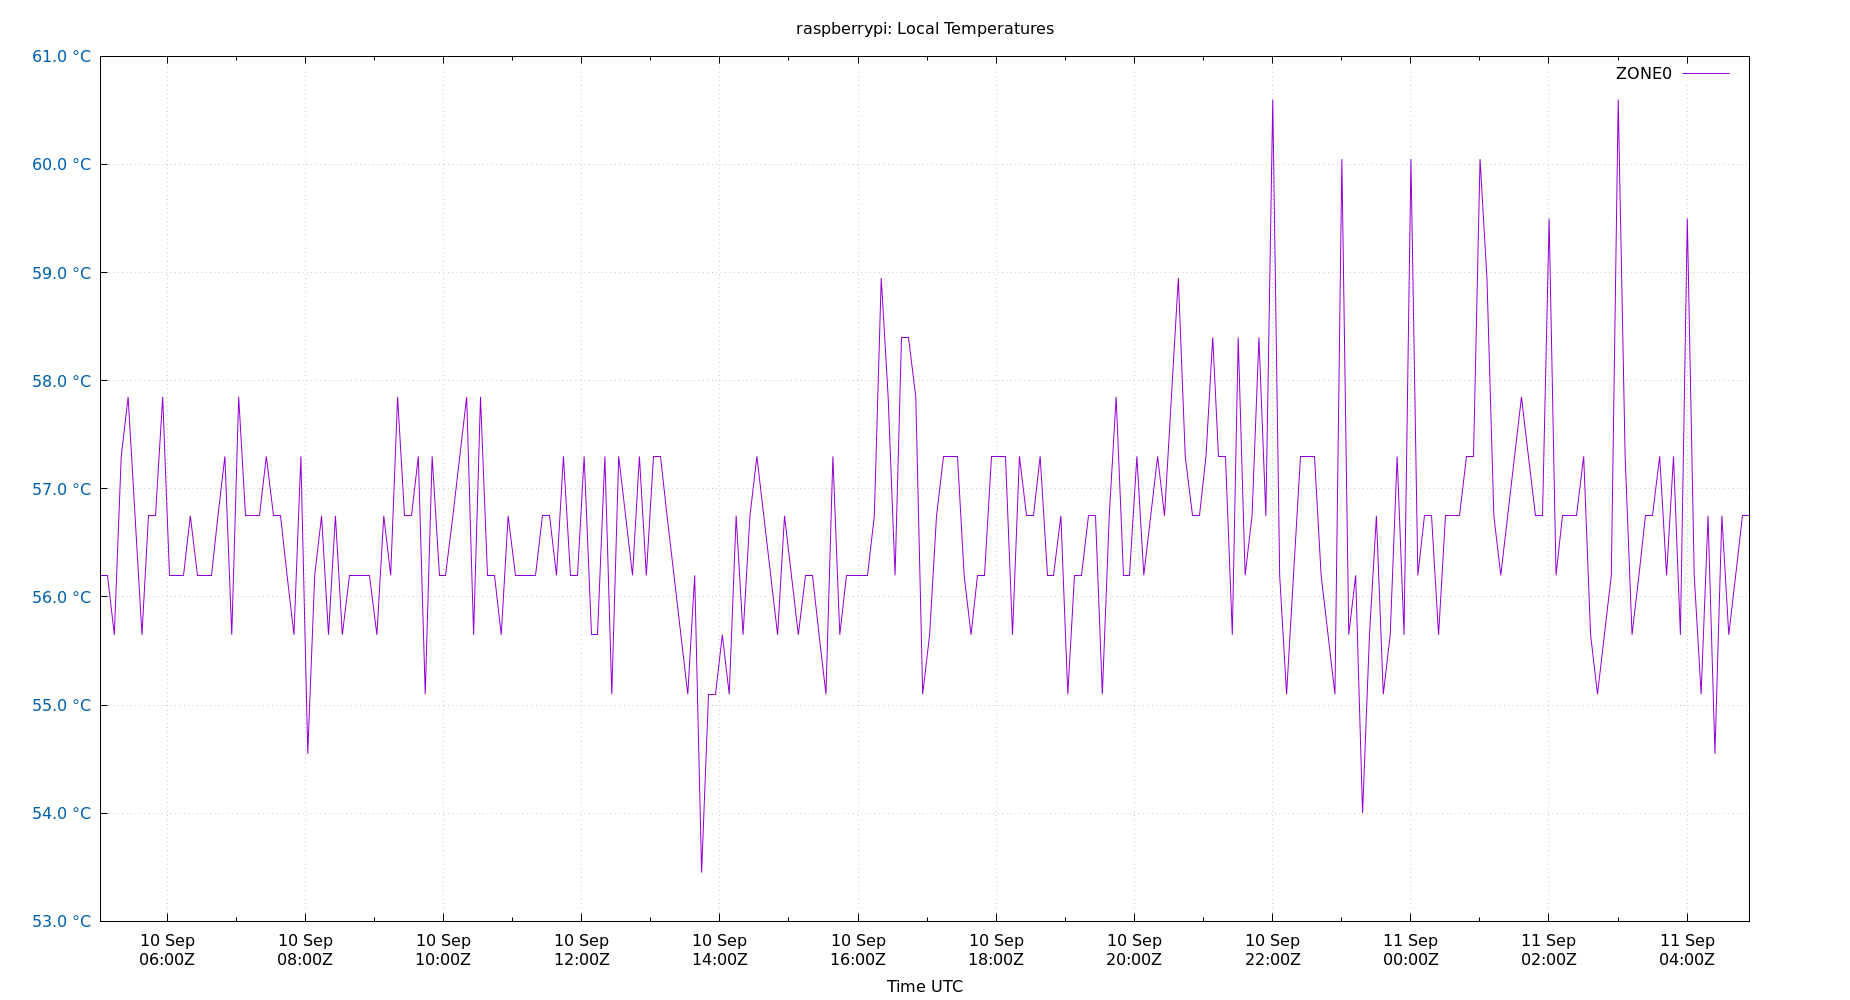 raspberrypi: Local Temperatures
61.0 °C
60.0 °C
59.0 °C
58.0 °C
57.0 °C
56.0 °C
55.0 °C
54.0 °C
53.0 °C
ZONE0
10 Sep 10 Sep 10 Sep 10 Sep 10 Sep 10 Sep 10 Sep 10 Sep 10 Sep 11 Sep 11 Sep 11 Sep
06:00Z 08:00Z 10:00Z 12:00Z 14:00Z 16:00Z 18:00Z 20:00Z 22:00Z 00:00Z 02:00Z 04:00Z
Time UTC